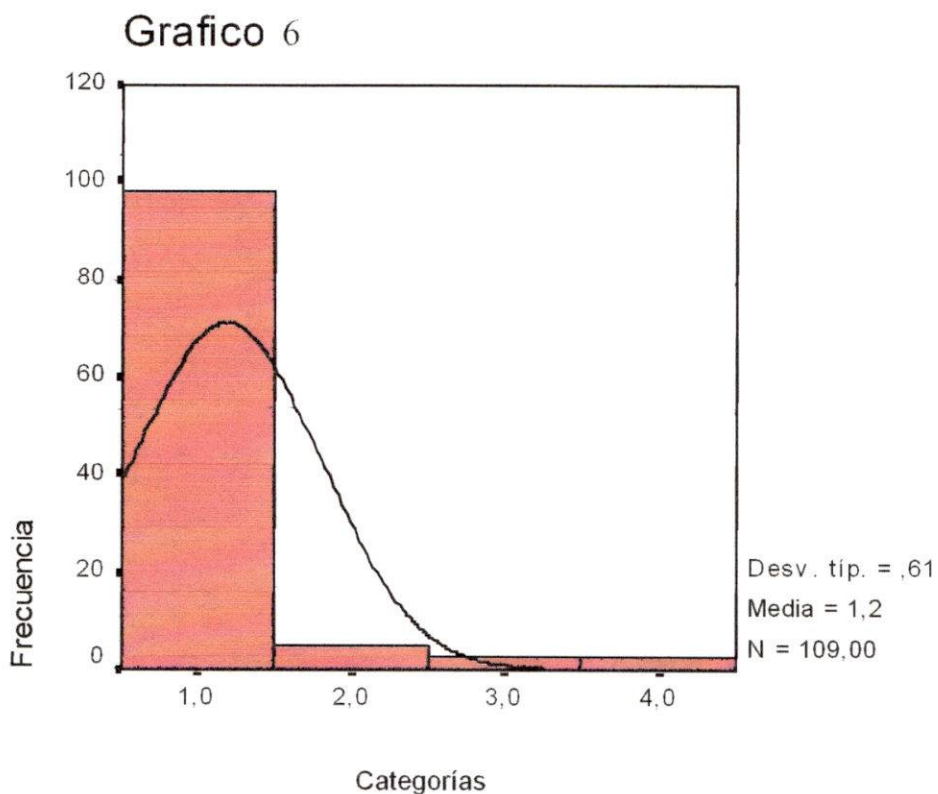 Grafico 6
120
100
80
60
40
20
0
Frecuencia
1,0 2,0 3,0 4,0
Categorías
Desv. típ. = ,61
Media = 1,2
N = 109,00